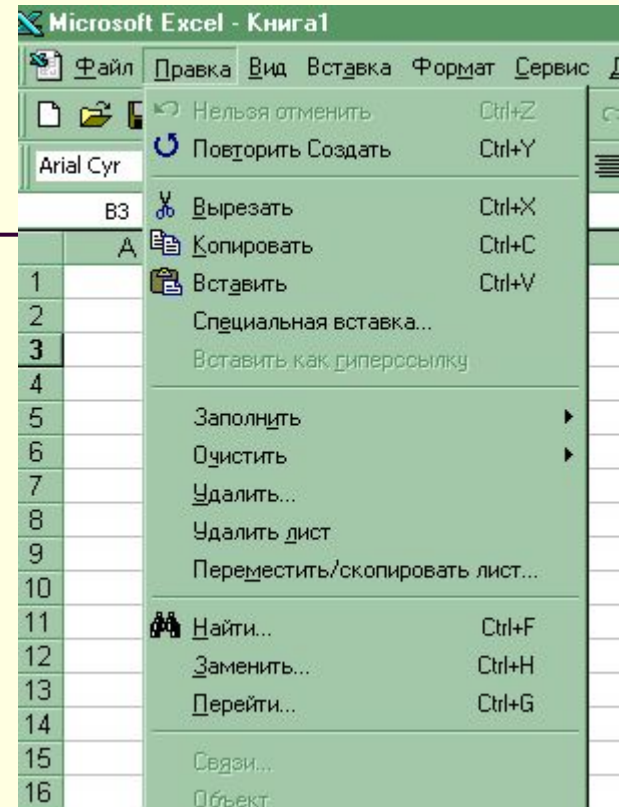 Microsoft Excel - Книга1
Файл Правка Вид Вставка Формат Сервис
Нельзя отменить Ctrl+Z
Повторить Создать Ctrl+Y
Arial Cyr
Вырезать Ctrl+X
B3
Копировать Ctrl+C
A
Вставить Ctrl+V
1
Специальная вставка...
2
Вставить как гиперссылку
3
4
Заполнить
5
Очистить
6
Удалить...
7
Удалить лист
8
Переместить/скопировать лист...
9
10
Найти... Ctrl+F
11
Заменить... Ctrl+H
12
Перейти... Ctrl+G
13
14
Связи...
15
Объект
16